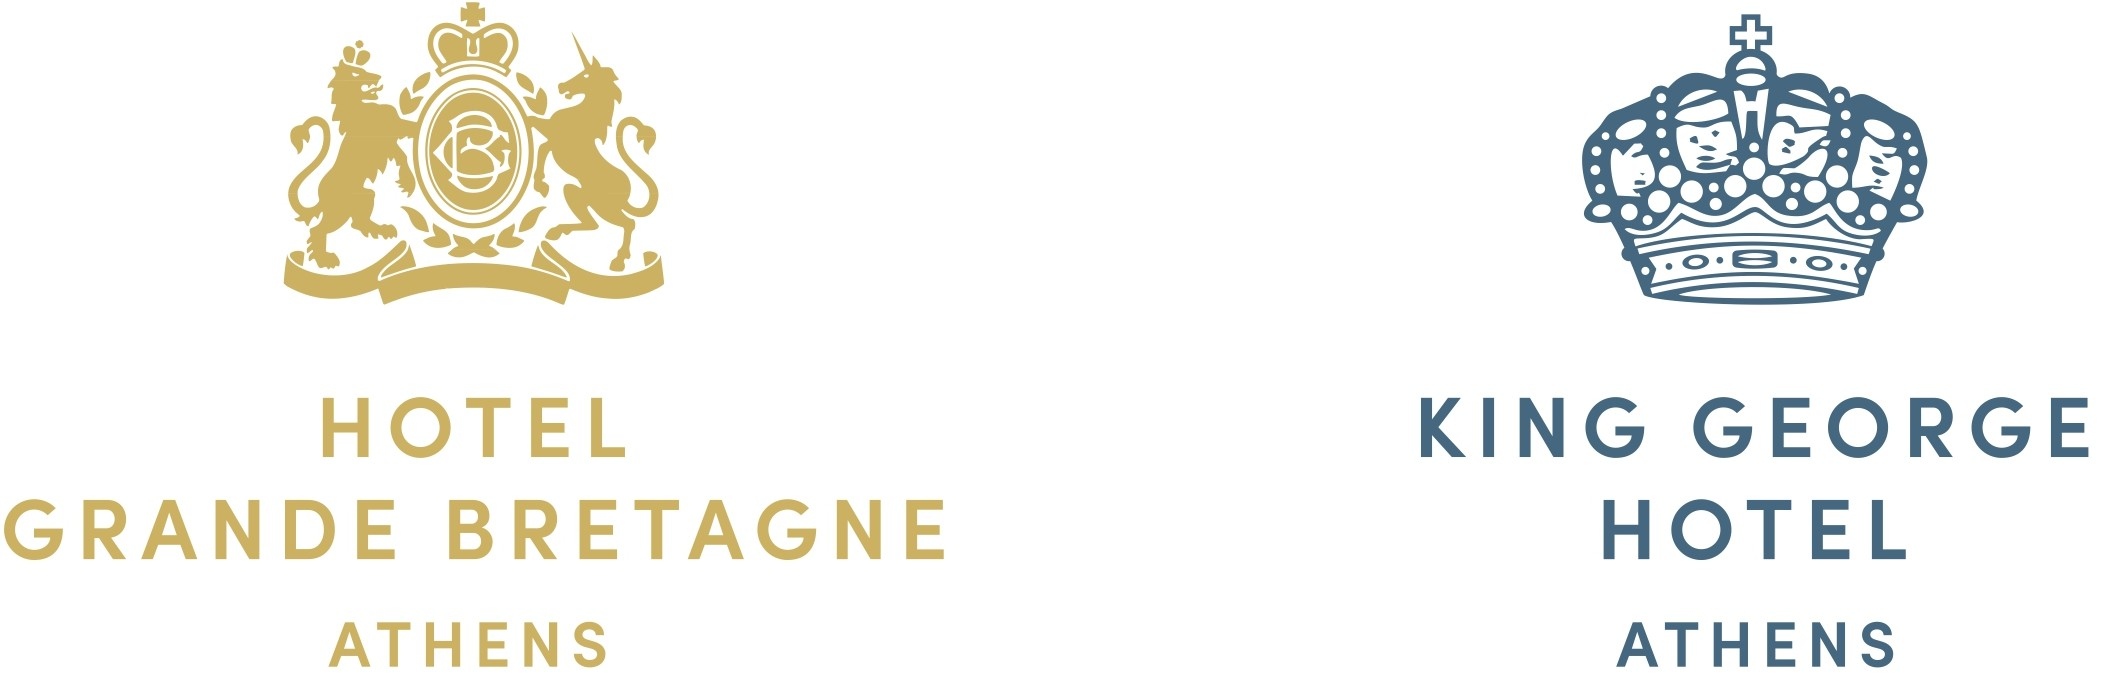 HOTEL
GRANDE BRETAGNE
ATHENS
KING GEORGE
HOTEL
ATHENS